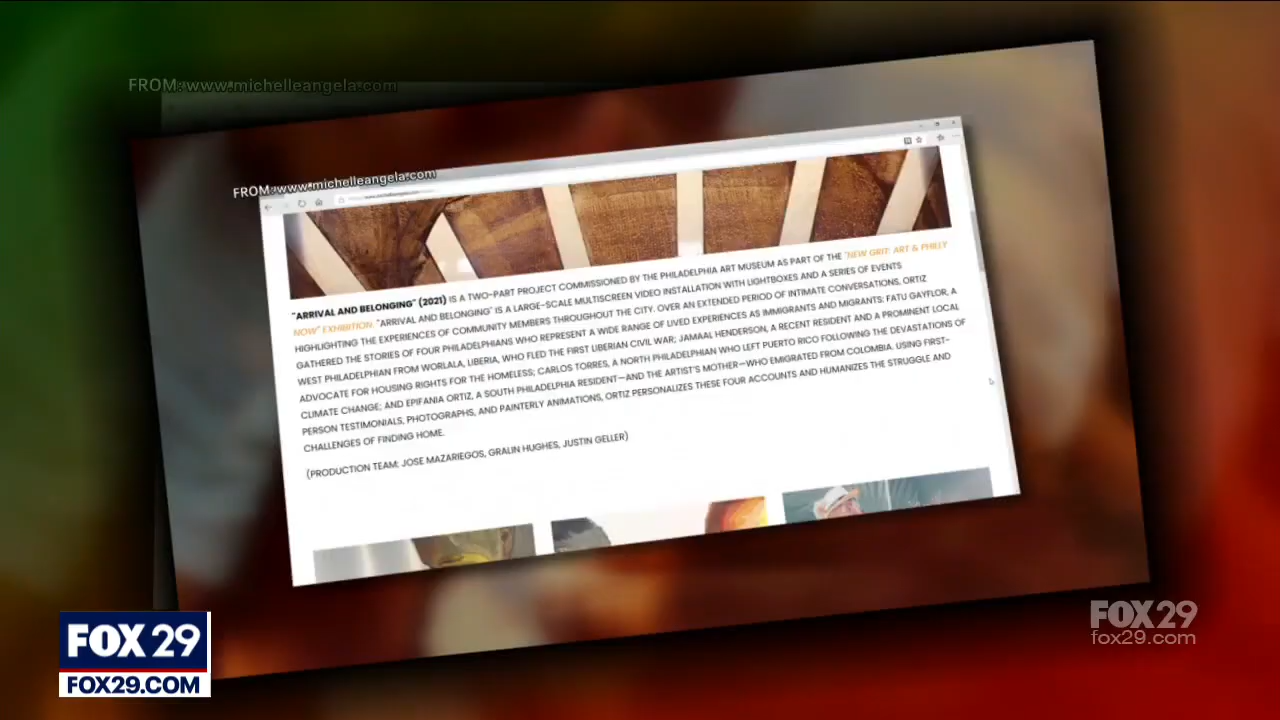 FROM: www.michelleangela.com
FROM: www.michelleangela.com
"ARRIVAL AND BELONGING" (2021) IS A TWO-PART PROJECT COMMISSIONED BY THE PHILADELPHIA ART MUSEUM AS PART OF THE "NEW GRIT: ART & PHILLY
NOW" EXHIBITION. "ARRIVAL AND BELONGING" IS A LARGE-SCALE MULTISCREEN VIDEO INSTALLATION WITH LIGHTBOXES AND A SERIES OF EVENTS
HIGHLIGHTING THE EXPERIENCES OF COMMUNITY MEMBERS THROUGHOUT THE CITY. OVER AN EXTENDED PERIOD OF INTIMATE CONVERSATIONS, ORTIZ
GATHERED THE STORIES OF FOUR PHILADELPHIANS WHO REPRESENT A WIDE RANGE OF LIVED EXPERIENCES AS IMMIGRANTS AND MIGRANTS: FATU GAYFLOR, A
WEST PHILADELPHIAN FROM WORLALA, LIBERIA, WHO FLED THE FIRST LIBERIAN CIVIL WAR; JAMAAL HENDERSON, A RECENT RESIDENT AND A PROMINENT LOCAL
ADVOCATE FOR HOUSING RIGHTS FOR THE HOMELESS; CARLOS TORRES, A NORTH PHILADELPHIAN WHO LEFT PUERTO RICO FOLLOWING THE DEVASTATIONS OF
CLIMATE CHANGE; AND EPIFANIA ORTIZ, A SOUTH PHILADELPHIA RESIDENT—AND THE ARTIST'S MOTHER—WHO EMIGRATED FROM COLOMBIA. USING FIRST-
PERSON TESTIMONIALS, PHOTOGRAPHS, AND PAINTERLY ANIMATIONS, ORTIZ PERSONALIZES THESE FOUR ACCOUNTS AND HUMANIZES THE STRUGGLE AND
CHALLENGES OF FINDING HOME.
(PRODUCTION TEAM: JOSE MAZARIEGOS, GRALIN HUGHES, JUSTIN GELLER)
FOX 29
FOX29.COM
FOX29
fox29.com